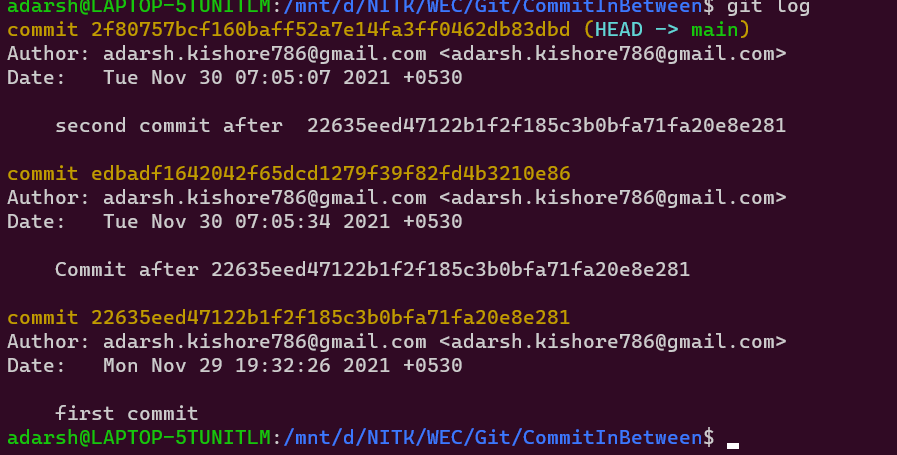 adarsh@LAPTOP-5TUNITLM:/mnt/d/NITK/WEC/Git/CommitInBetween$ git log
commit 2f80757bcf160baff52a7e14fa3ff0462db83dbd (HEAD -> main)
Author: adarsh.kishore786@gmail.com <adarsh.kishore786@gmail.com>
Date:   Tue Nov 30 07:05:07 2021 +0530
    second commit after  22635eed47122b1f2f185c3b0bfa71fa20e8e281
commit edbadf1642042f65dcd1279f39f82fd4b3210e86
Author: adarsh.kishore786@gmail.com <adarsh.kishore786@gmail.com>
Date:   Tue Nov 30 07:05:34 2021 +0530
    Commit after 22635eed47122b1f2f185c3b0bfa71fa20e8e281
commit 22635eed47122b1f2f185c3b0bfa71fa20e8e281
Author: adarsh.kishore786@gmail.com <adarsh.kishore786@gmail.com>
Date:   Mon Nov 29 19:32:26 2021 +0530
    first commit
adarsh@LAPTOP-5TUNITLM:/mnt/d/NITK/WEC/Git/CommitInBetween$